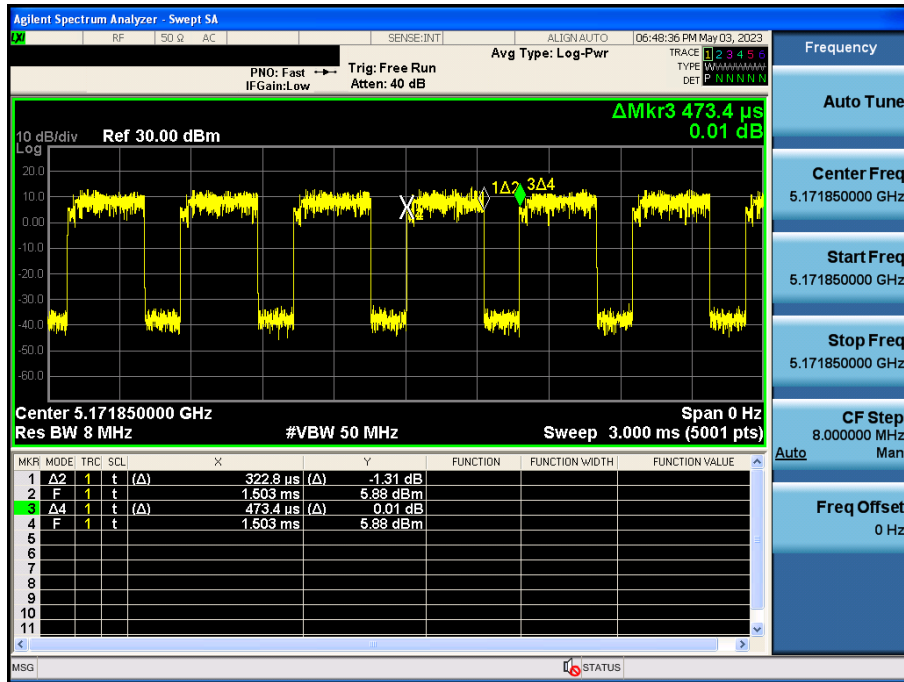 Agilent Spectrum Analyzer - Swept SA
LXI RF 50 Ω AC SENSE:INT ALIGN AUTO 06:48:36 PM May 03, 2023
Avg Type: Log-Pwr
TRACE 1 2 3 4 5 6
PNO: Fast Trig: Free Run
TYPE WWWWWW
IFGain:Low Atten: 40 dB
DET P N N N N N
ΔMkr3 473.4 µs
0.01 dB
10 dB/div Ref 30.00 dBm
Log
20.0
10.0
1Δ2 3Δ4
0.00
-10.0
-20.0
-30.0
-40.0
-50.0
-60.0
Center 5.171850000 GHz Span 0 Hz
Res BW 8 MHz #VBW 50 MHz Sweep 3.000 ms (5001 pts)
MKR MODE TRC SCL X Y FUNCTION FUNCTION WIDTH FUNCTION VALUE
1 Δ2 1 t (Δ) 322.8 µs (Δ) -1.31 dB
2 F 1 t 1.503 ms 5.88 dBm
3 Δ4 1 t (Δ) 473.4 µs (Δ) 0.01 dB
4 F 1 t 1.503 ms 5.88 dBm
5
6
7
8
9
10
11
MSG STATUS
Frequency
Auto Tune
Center Freq
5.171850000 GHz
Start Freq
5.171850000 GHz
Stop Freq
5.171850000 GHz
CF Step
8.000000 MHz
Auto Man
Freq Offset
0 Hz